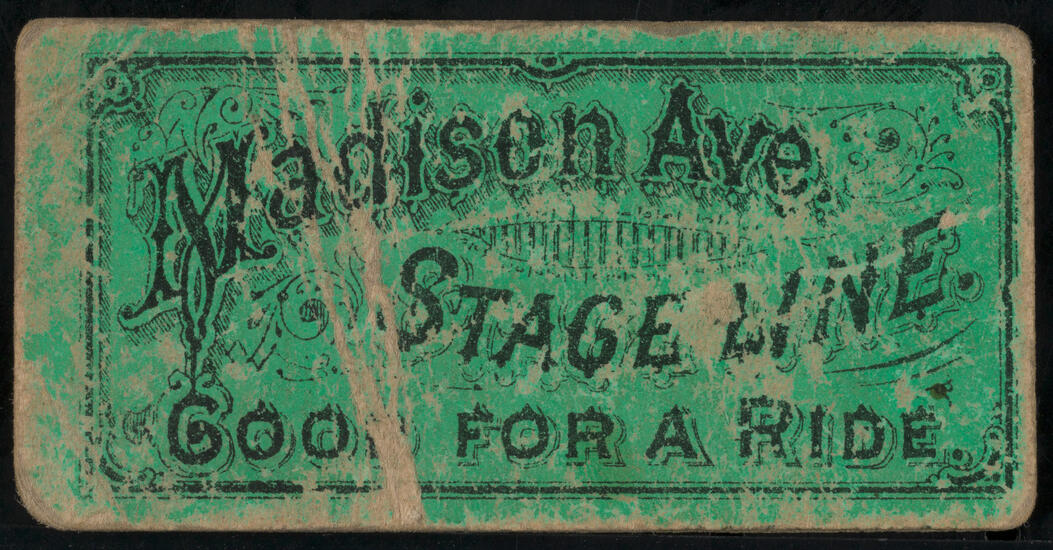 Madison Ave.
STAGE LINE.
GOOD FOR A RIDE.